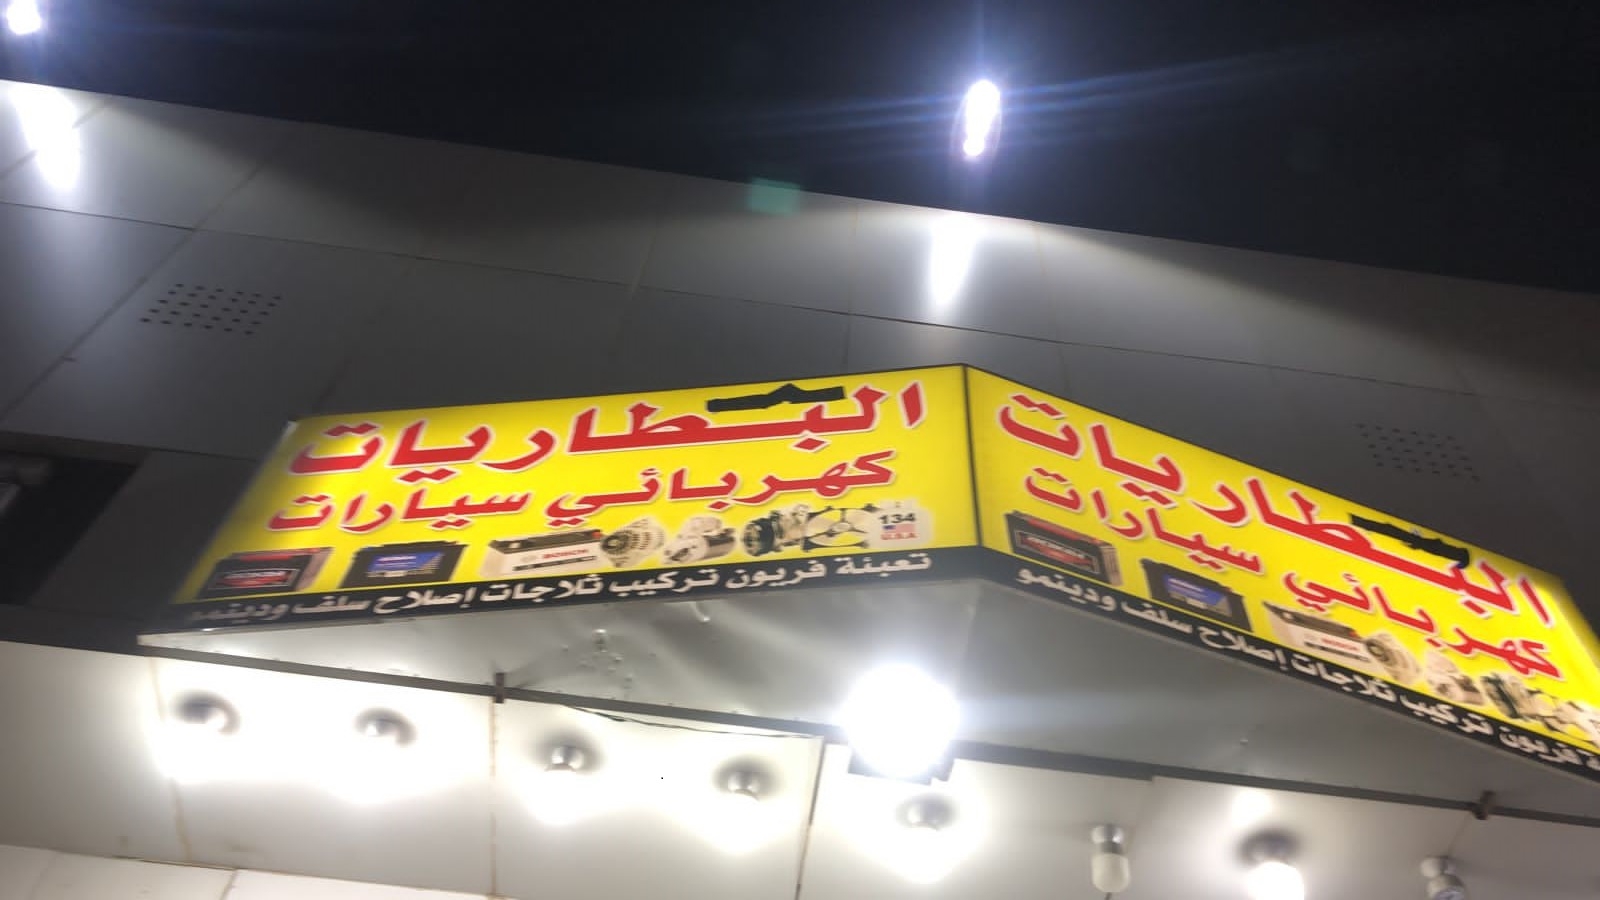 البطاريات
كهربائي سيارات
134
U.S.A
BOSCH
تعبئة فريون تركيب ثلاجات إصلاح سلف ودينمو
البطاريات
كهربائي سيارات
فريون تركيب ثلاجات إصلاح سلف ودينمو